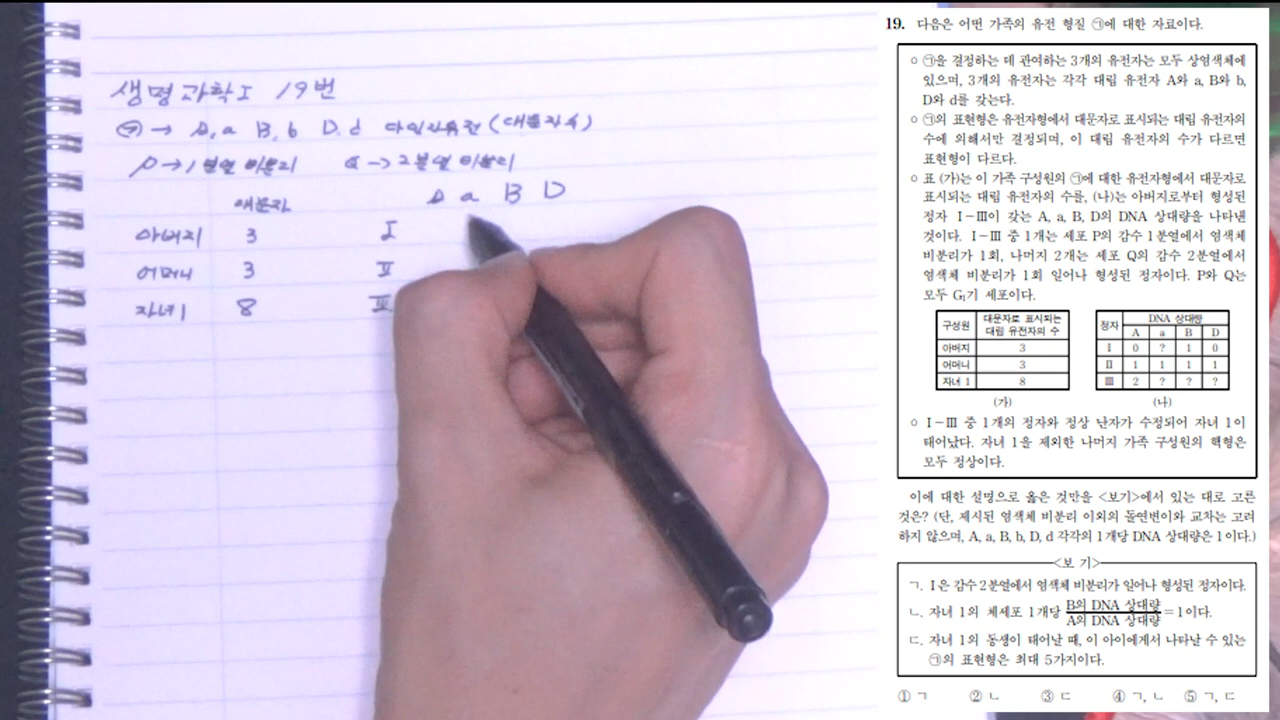 생명과학I 19번
㉠ → A, a B, b D, d 다인자유전 (대문자수)
P → 1분열 비분리 Q → 2분열 비분리
대문자
A a B D
아버지 3 I
어머니 3 II
자녀1 8 III
19. 다음은 어떤 가족의 유전 형질 ㉠에 대한 자료이다.
○ ㉠을 결정하는 데 관여하는 3개의 유전자는 모두 상염색체에
있으며, 3개의 유전자는 각각 대립 유전자 A와 a, B와 b,
D와 d를 갖는다.
○ ㉠의 표현형은 유전자형에서 대문자로 표시되는 대립 유전자의
수에 의해서만 결정되며, 이 대립 유전자의 수가 다르면
표현형이 다르다.
○ 표 (가)는 이 가족 구성원의 ㉠에 대한 유전자형에서 대문자로
표시되는 대립 유전자의 수를, (나)는 아버지로부터 형성된
정자 Ⅰ~Ⅲ이 갖는 A, a, B, D의 DNA 상대량을 나타낸
것이다. Ⅰ~Ⅲ 중 1개는 세포 P의 감수 1분열에서 염색체
비분리가 1회, 나머지 2개는 세포 Q의 감수 2분열에서
염색체 비분리가 1회 일어나 형성된 정자이다. P와 Q는
모두 G₁기 세포이다.
구성원 대문자로 표시되는 대립 유전자의 수
아버지 3
어머니 3
자녀 1 8
(가)
정자 DNA 상대량
A a B D
Ⅰ 0 ? 1 0
Ⅱ 1 1 1 1
Ⅲ 2 ? ? ?
(나)
○ Ⅰ~Ⅲ 중 1개의 정자와 정상 난자가 수정되어 자녀 1이
태어났다. 자녀 1을 제외한 나머지 가족 구성원의 핵형은
모두 정상이다.
이에 대한 설명으로 옳은 것만을 <보기>에서 있는 대로 고른
것은? (단, 제시된 염색체 비분리 이외의 돌연변이와 교차는 고려
하지 않으며, A, a, B, b, D, d 각각의 1개당 DNA 상대량은 1이다.)
<보 기>
ㄱ. Ⅰ은 감수 2분열에서 염색체 비분리가 일어나 형성된 정자이다.
ㄴ. 자녀 1의 체세포 1개당 B의 DNA 상대량/A의 DNA 상대량 = 1이다.
ㄷ. 자녀 1의 동생이 태어날 때, 이 아이에게서 나타날 수 있는
㉠의 표현형은 최대 5가지이다.
① ㄱ ② ㄴ ③ ㄷ ④ ㄱ, ㄴ ⑤ ㄱ, ㄷ